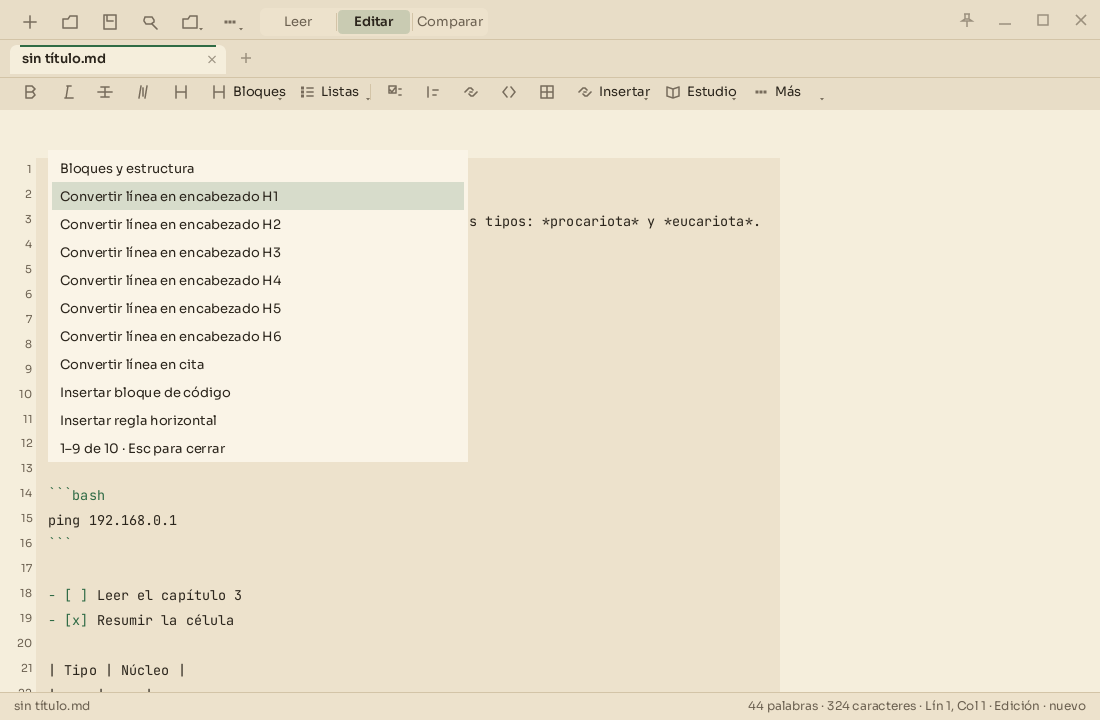 Leer Editar Comparar
sin título.md
Bloques Listas Insertar Estudio Más
1 Bloques y estructura
2 Convertir línea en encabezado H1
3 Convertir línea en encabezado H2 s tipos: *procariota* y *eucariota*.
4 Convertir línea en encabezado H3
5 Convertir línea en encabezado H4
6 Convertir línea en encabezado H5
7 Convertir línea en encabezado H6
8 Convertir línea en cita
9 Insertar bloque de código
10 Insertar regla horizontal
11 1–9 de 10 · Esc para cerrar
12
13
14 ```bash
15 ping 192.168.0.1
16 ```
17
18 - [ ] Leer el capítulo 3
19 - [x] Resumir la célula
20
21 | Tipo | Núcleo |
sin título.md 44 palabras · 324 caracteres · Lín 1, Col 1 · Edición · nuevo